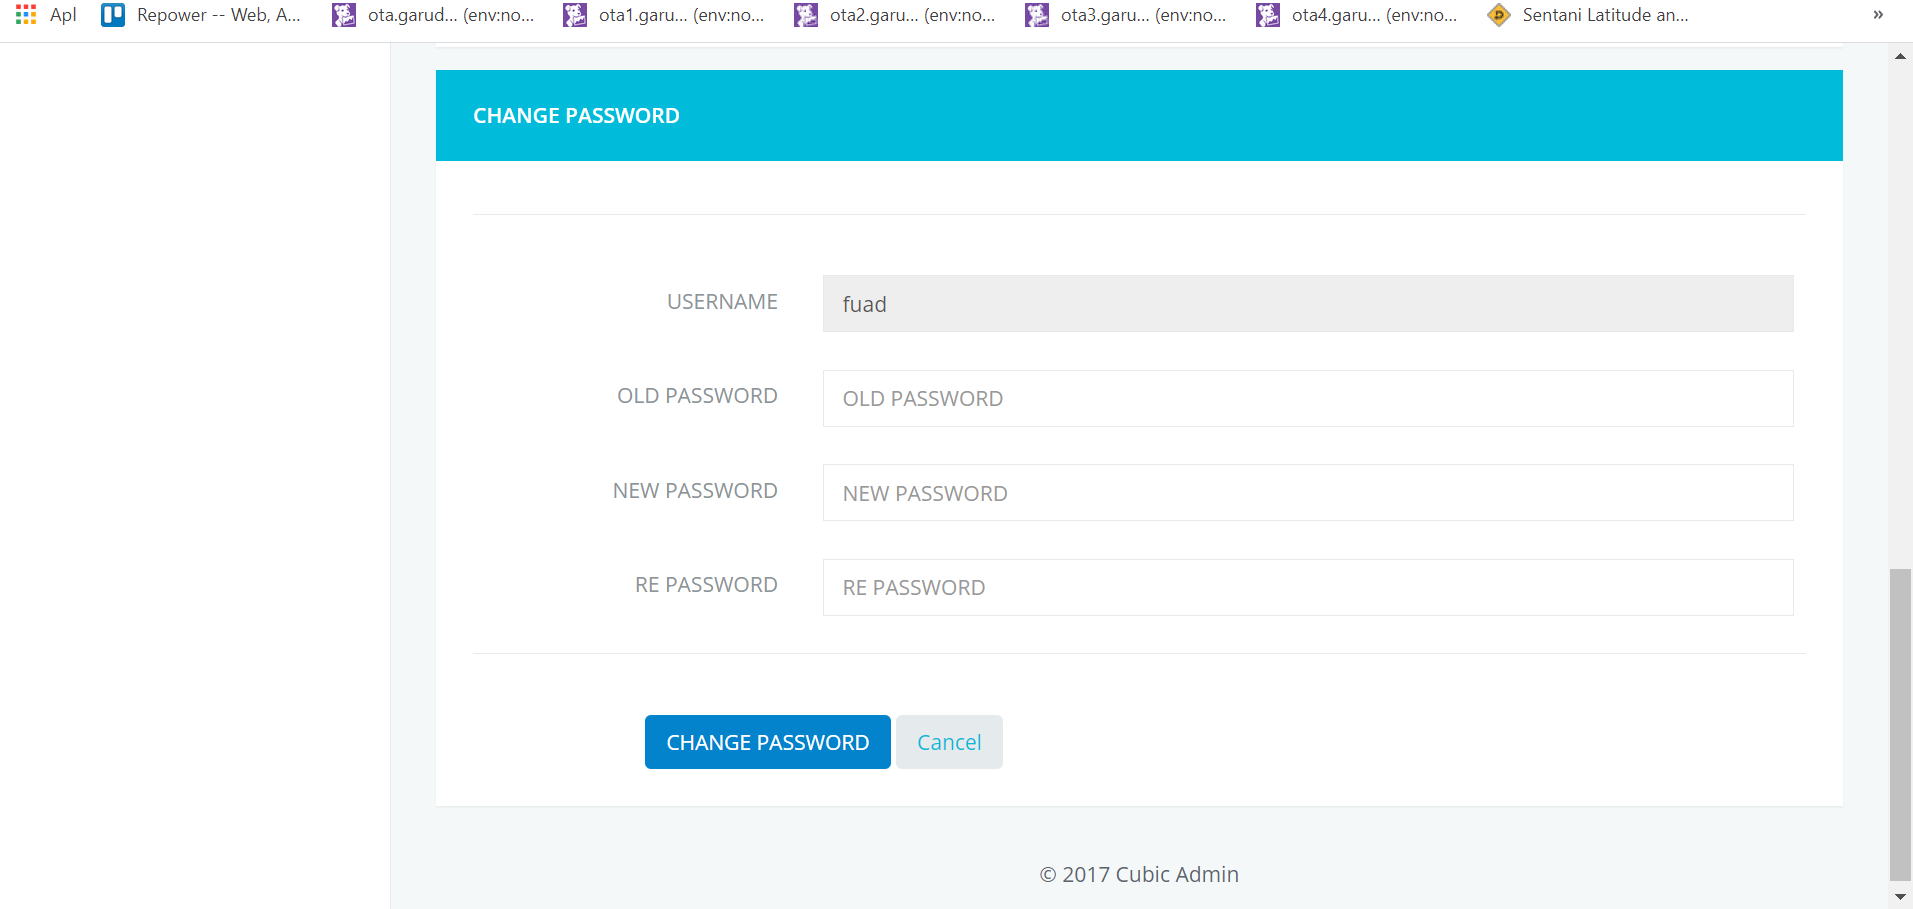 Apl Repower -- Web, A... ota.garud... (env:no... ota1.garu... (env:no... ota2.garu... (env:no... ota3.garu... (env:no... ota4.garu... (env:no... Sentani Latitude an... »
CHANGE PASSWORD
USERNAME fuad
OLD PASSWORD OLD PASSWORD
NEW PASSWORD NEW PASSWORD
RE PASSWORD RE PASSWORD
CHANGE PASSWORD Cancel
© 2017 Cubic Admin